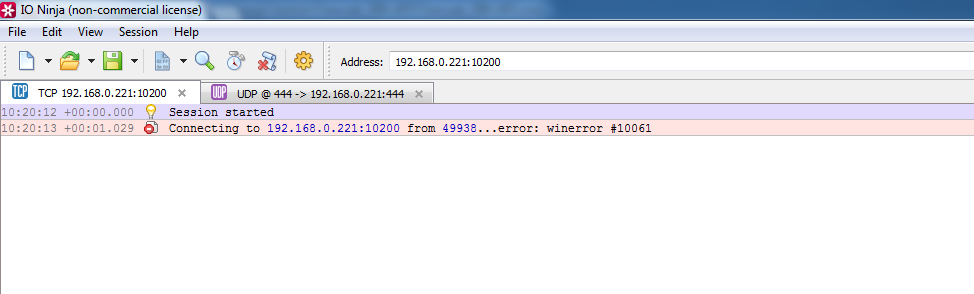 IO Ninja (non-commercial license)
File Edit View Session Help
Address: 192.168.0.221:10200
TCP TCP 192.168.0.221:10200 UDP UDP @ 444 -> 192.168.0.221:444
10:20:12 +00:00.000 Session started
10:20:13 +00:01.029 Connecting to 192.168.0.221:10200 from 49938...error: winerror #10061